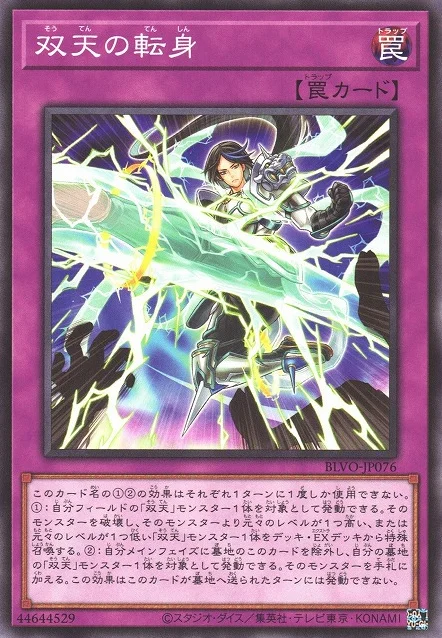 双天の転身
罠
【罠カード】
BLVO-JP076
このカード名の①②の効果はそれぞれ1ターンに1度しか使用できない。
①:自分フィールドの「双天」モンスター1体を対象として発動できる。その
モンスターを破壊し、そのモンスターより元々のレベルが1つ高い、または
元々のレベルが1つ低い「双天」モンスター1体をデッキ・EXデッキから特殊
召喚する。②:自分メインフェイズに墓地のこのカードを除外し、自分の墓地
の「双天」モンスター1体を対象として発動できる。そのモンスターを手札に
加える。この効果はこのカードが墓地へ送られたターンには発動できない。
44644529
©スタジオ・ダイス/集英社・テレビ東京・KONAMI